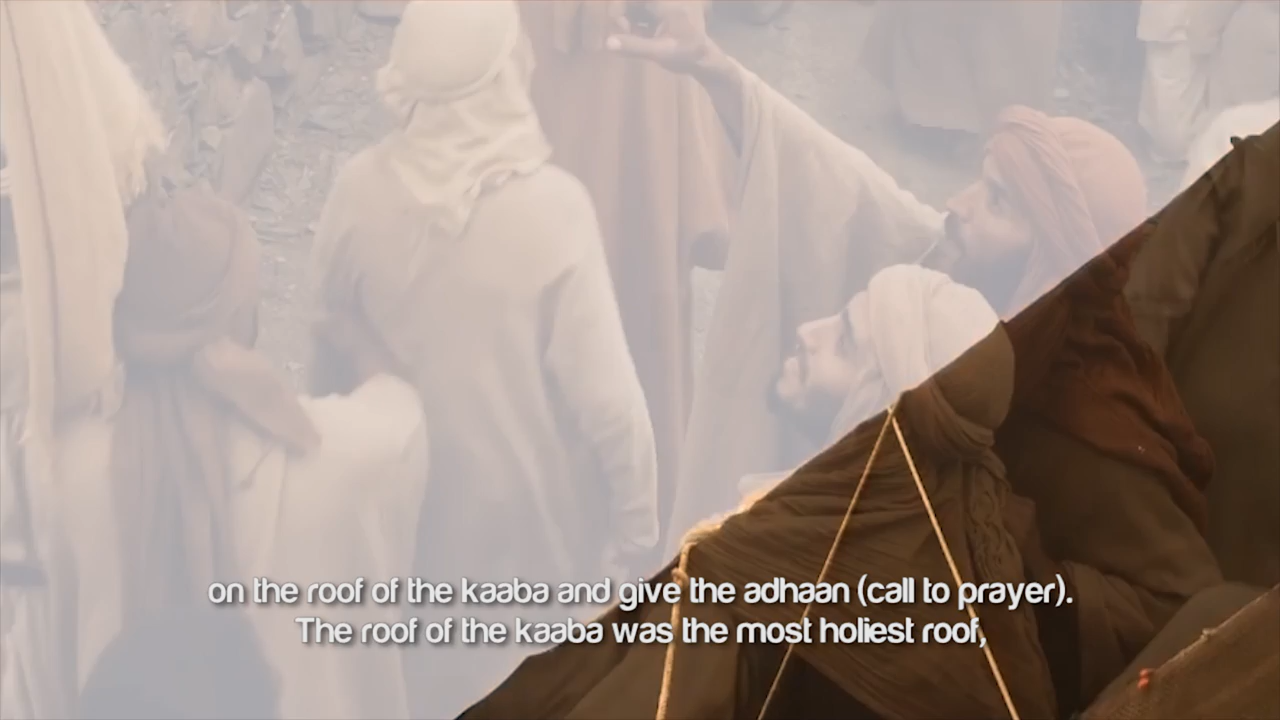 on the roof of the kaaba and give the adhaan (call to prayer).
The roof of the kaaba was the most holiest roof,